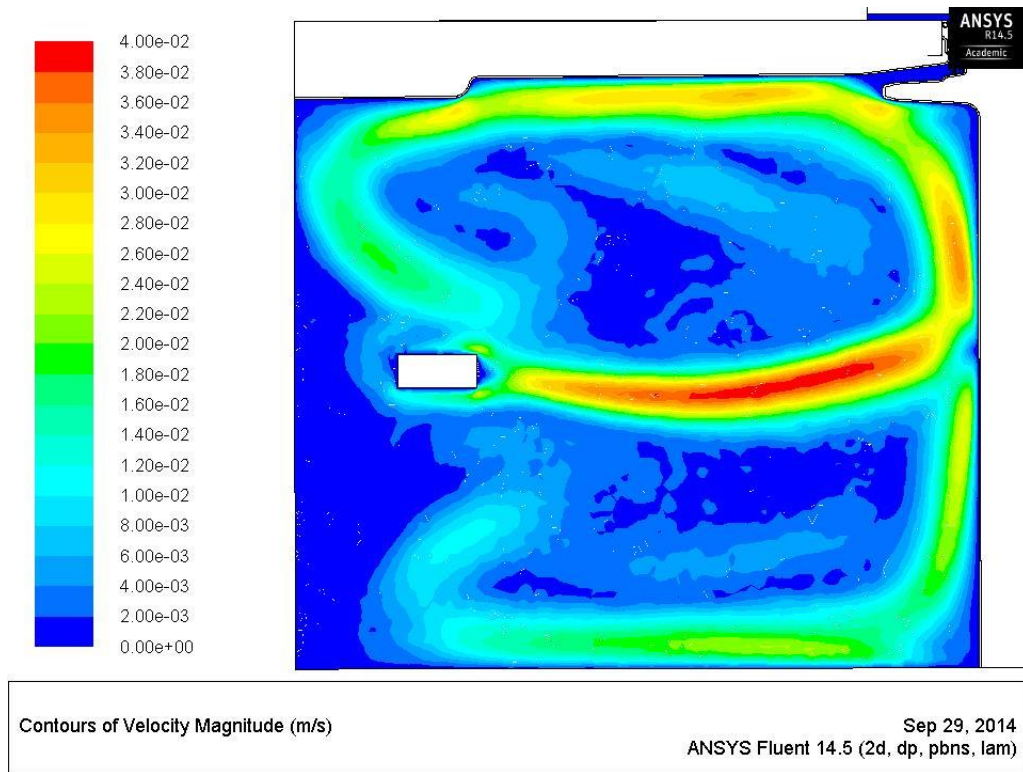 ANSYS
R14.5
Academic
4.00e-02
3.80e-02
3.60e-02
3.40e-02
3.20e-02
3.00e-02
2.80e-02
2.60e-02
2.40e-02
2.20e-02
2.00e-02
1.80e-02
1.60e-02
1.40e-02
1.20e-02
1.00e-02
8.00e-03
6.00e-03
4.00e-03
2.00e-03
0.00e+00
Contours of Velocity Magnitude (m/s)
Sep 29, 2014
ANSYS Fluent 14.5 (2d, dp, pbns, lam)